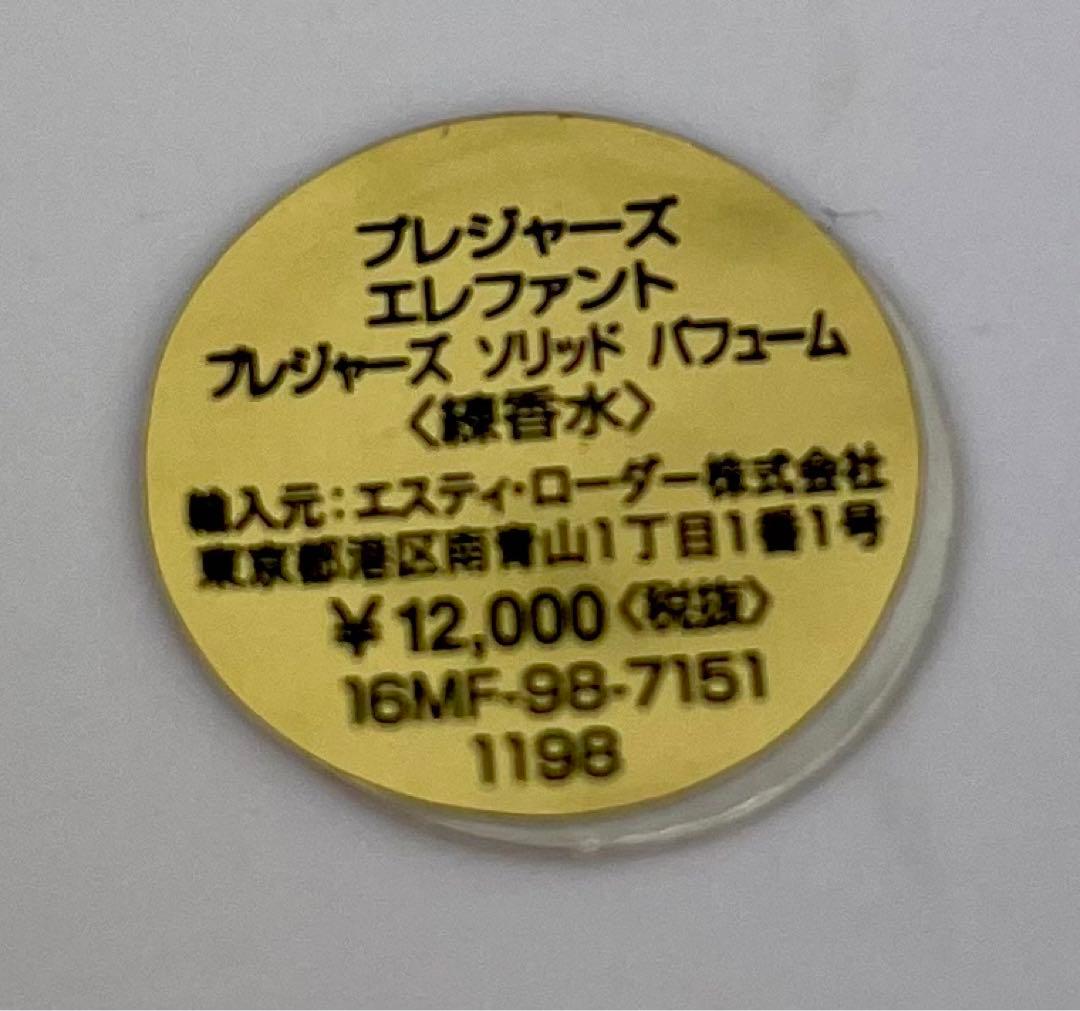 プレジャーズ
エレファント
プレジャーズ ソリッド パフューム
〈練香水〉
輸入元：エスティ・ローダー株式会社
東京都港区南青山1丁目1番1号
￥12,000〈税抜〉
16MF-98-7151
1198